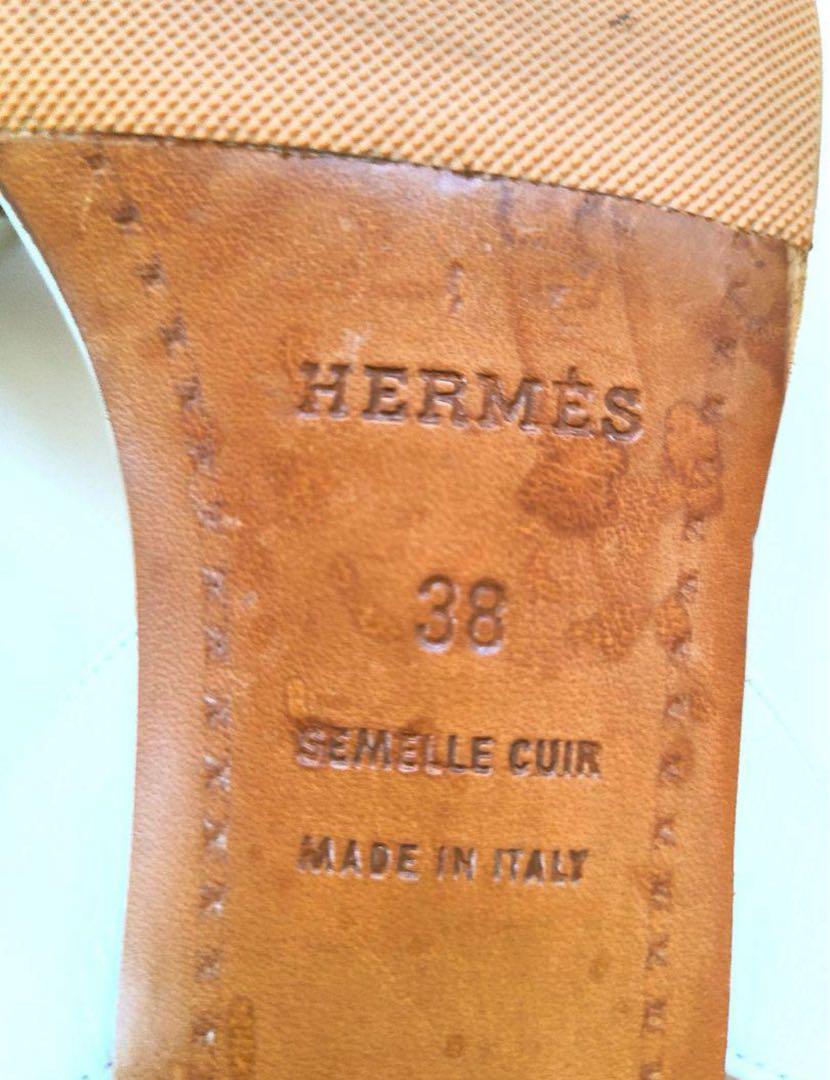 HERMÈS
38
SEMELLE CUIR
MADE IN ITALY